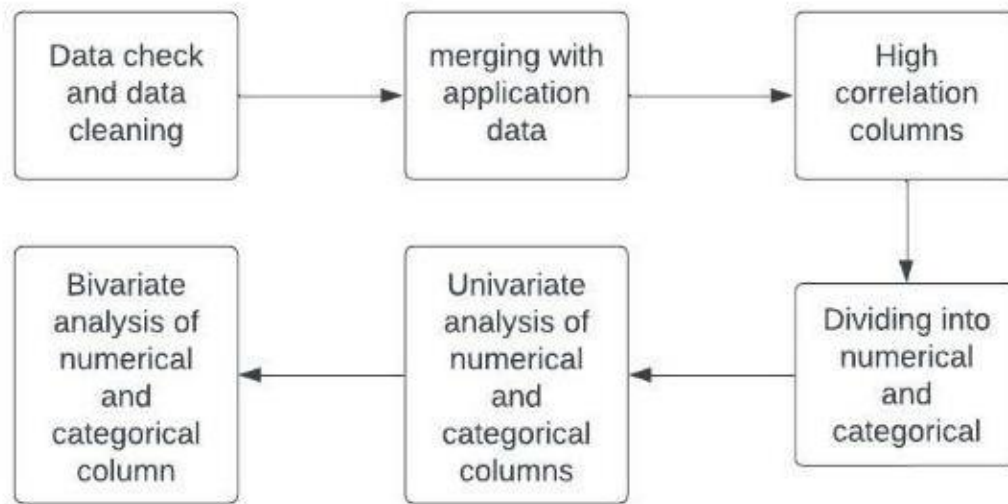 Data check
and data
cleaning
merging with
application
data
High
correlation
columns
Dividing into
numerical
and
categorical
Univariate
analysis of
numerical
and
categorical
columns
Bivariate
analysis of
numerical
and
categorical
column